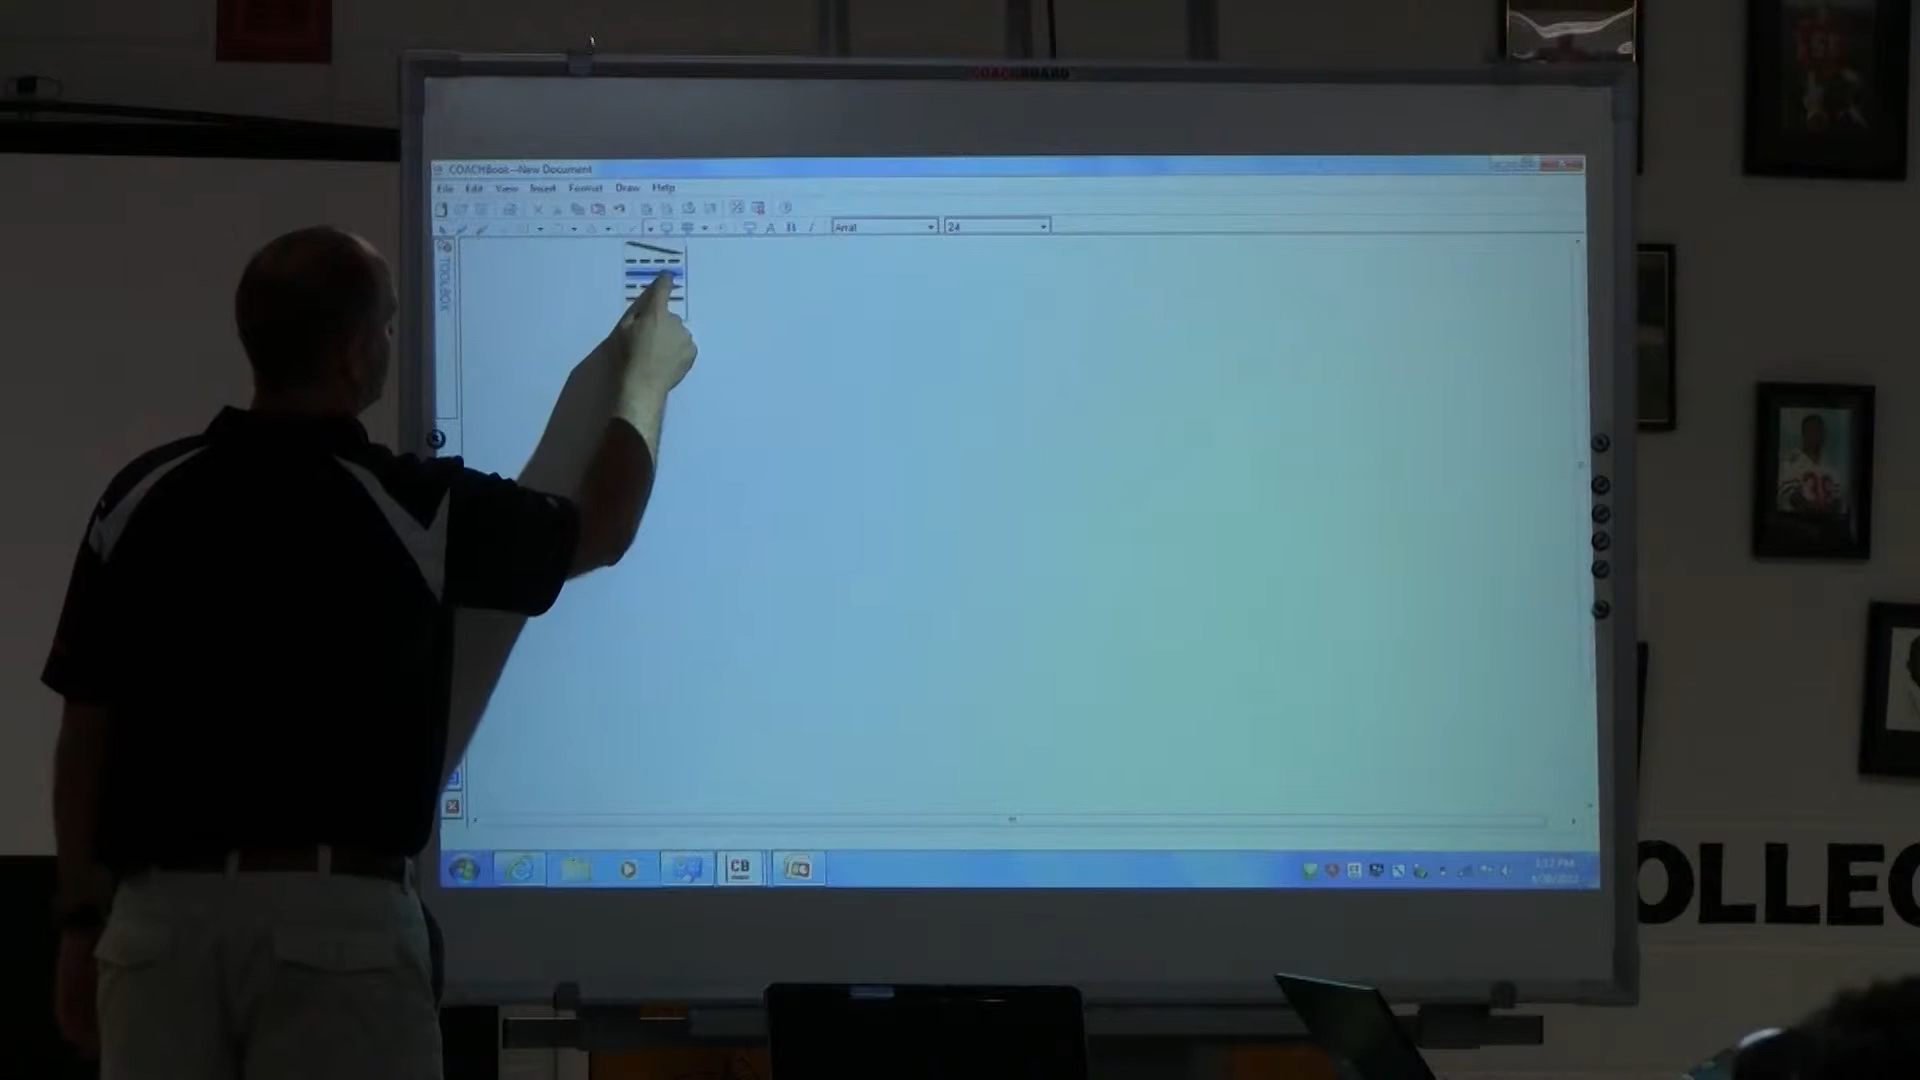 COACHBOARD
COACHBook--New Document
File Edit View Insert Format Draw Help
Arial 24
TOOLBOX
CB
OLLEG